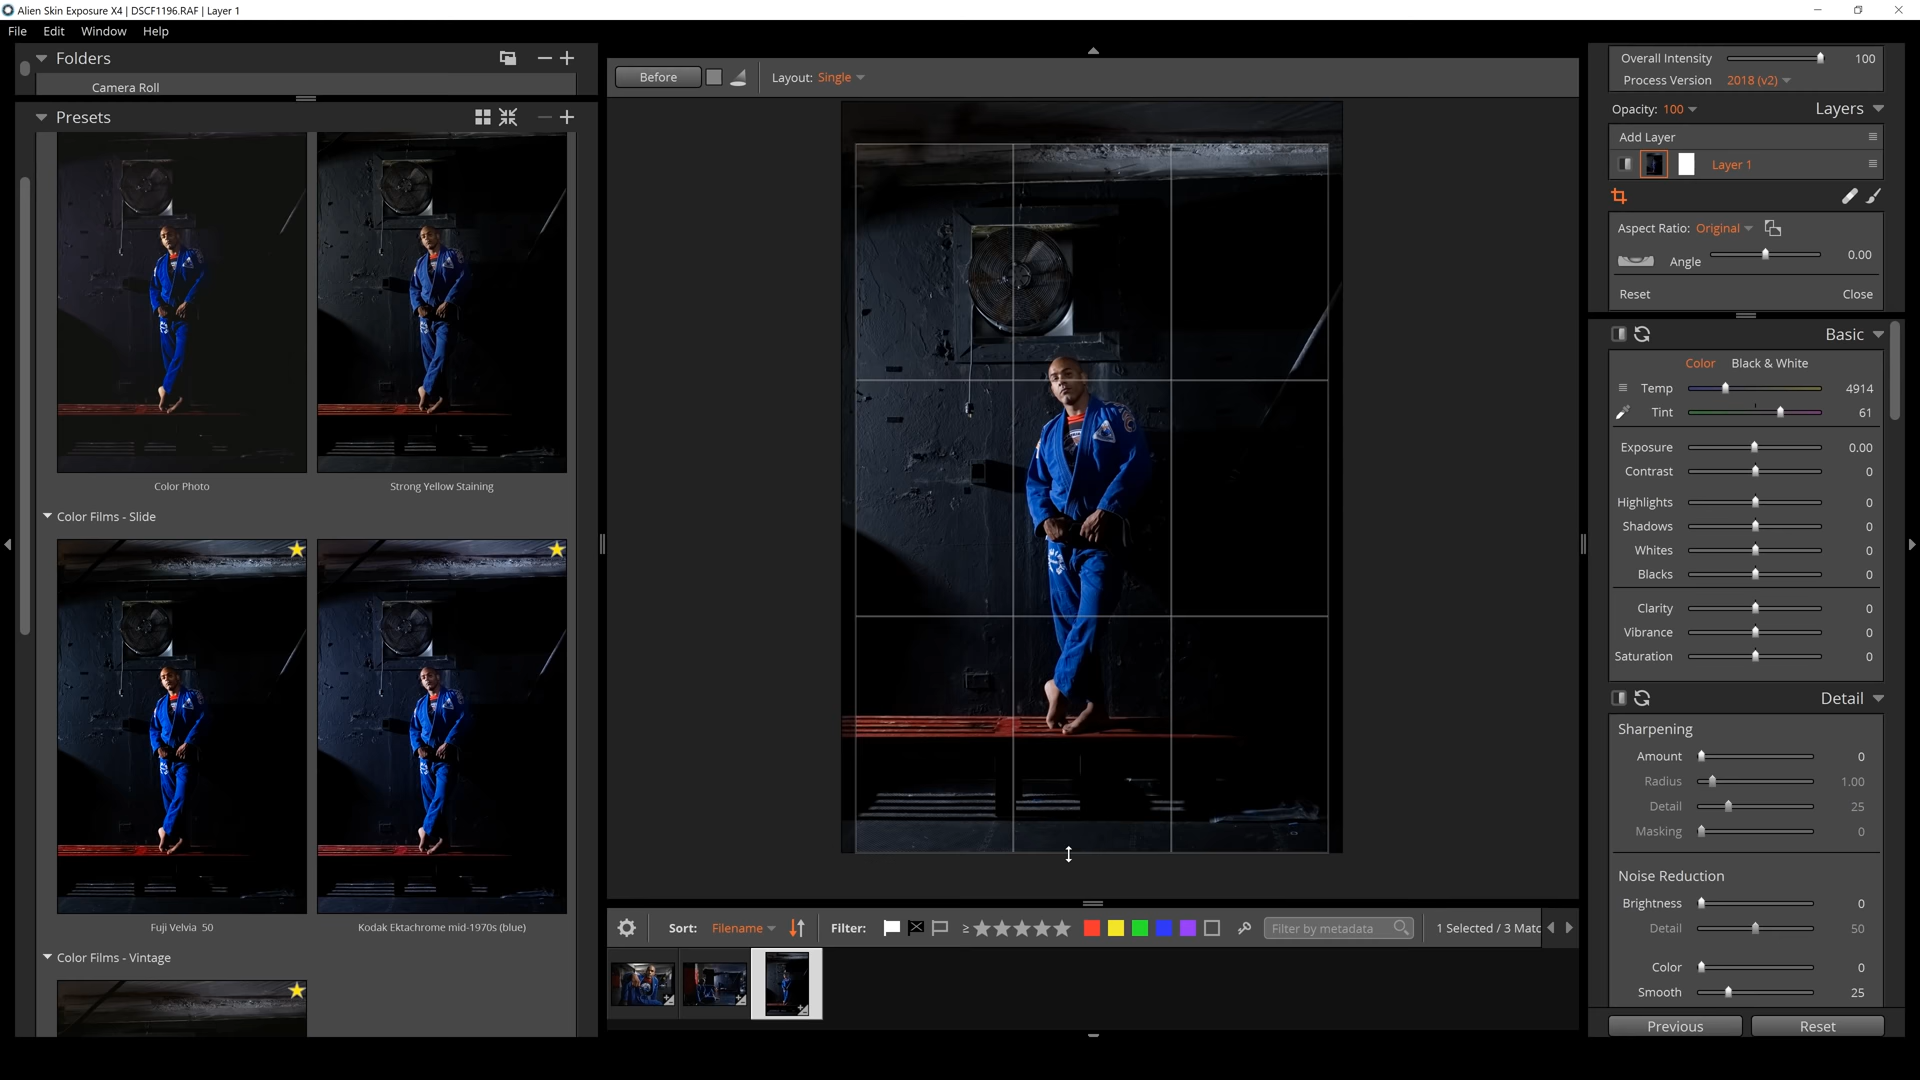 Alien Skin Exposure X4 | DSCF1196.RAF | Layer 1
File Edit Window Help
Folders
Camera Roll
Presets
Color Photo
Strong Yellow Staining
Color Films - Slide
Fuji Velvia 50
Kodak Ektachrome mid-1970s (blue)
Color Films - Vintage
Before
Layout: Single
Sort: Filename
Filter:
≥
Filter by metadata
1 Selected / 3 Matc
Overall Intensity 100
Process Version 2018 (v2)
Opacity: 100 Layers
Add Layer
Layer 1
Aspect Ratio: Original
Angle 0.00
Reset Close
Basic
Color Black & White
Temp 4914
Tint 61
Exposure 0.00
Contrast 0
Highlights 0
Shadows 0
Whites 0
Blacks 0
Clarity 0
Vibrance 0
Saturation 0
Detail
Sharpening
Amount 0
Radius 1.00
Detail 25
Masking 0
Noise Reduction
Brightness 0
Detail 50
Color 0
Smooth 25
Previous Reset